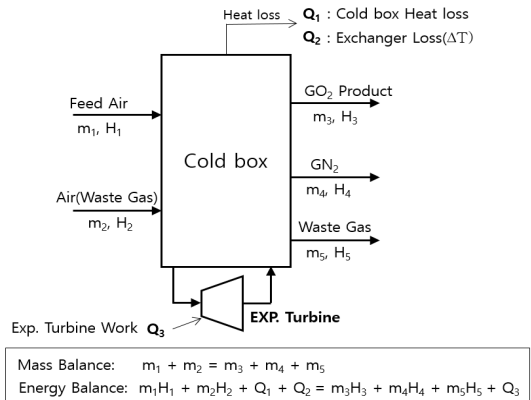 Heat loss
Q₁ : Cold box Heat loss
Q₂ : Exchanger Loss(ΔT)
Feed Air
m₁, H₁
GO₂ Product
m₃, H₃
Cold box
GN₂
m₄, H₄
Air(Waste Gas)
m₂, H₂
Waste Gas
m₅, H₅
EXP. Turbine
Exp. Turbine Work Q₃
Mass Balance: m₁ + m₂ = m₃ + m₄ + m₅
Energy Balance: m₁H₁ + m₂H₂ + Q₁ + Q₂ = m₃H₃ + m₄H₄ + m₅H₅ + Q₃